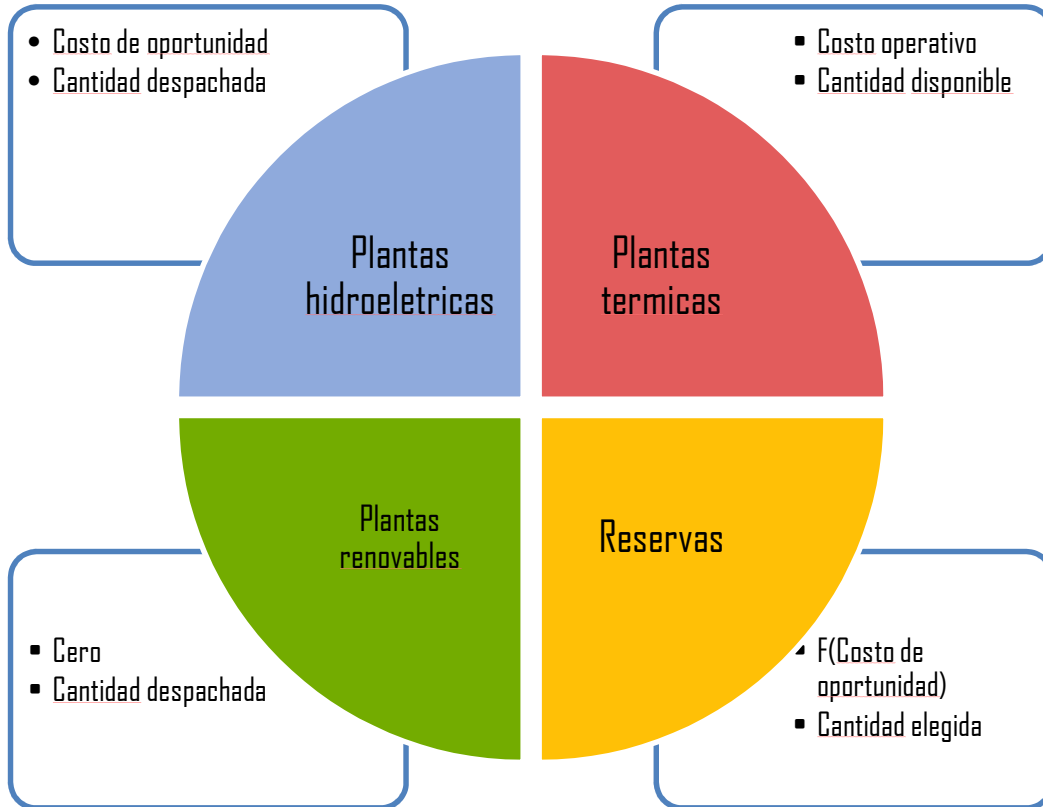 Costo de oportunidad
Cantidad despachada
Costo operativo
Cantidad disponible
Plantas
hidroeletricas
Plantas
termicas
Plantas
renovables
Reservas
Cero
Cantidad despachada
F(Costo de
oportunidad)
Cantidad elegida